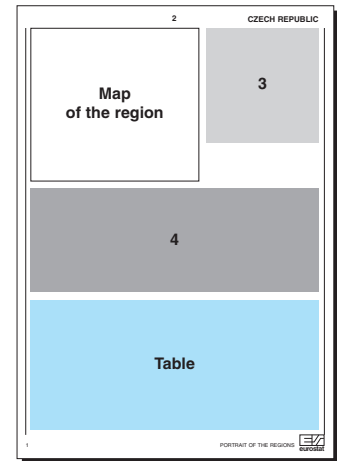 2
CZECH REPUBLIC
Map
of the region
3
4
Table
1
PORTRAIT OF THE REGIONS
eurostat